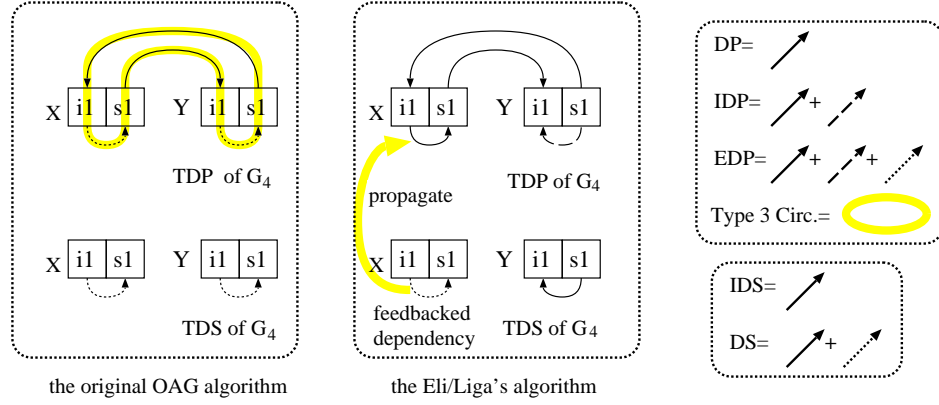 X i1 s1 Y i1 s1
TDP of G4
X i1 s1 Y i1 s1
TDS of G4
the original OAG algorithm
X i1 s1 Y i1 s1
TDP of G4
propagate
X i1 s1 Y i1 s1
feedbacked
dependency
TDS of G4
the Eli/Liga's algorithm
DP=
IDP= +
EDP= + +
Type 3 Circ.=
IDS=
DS= +